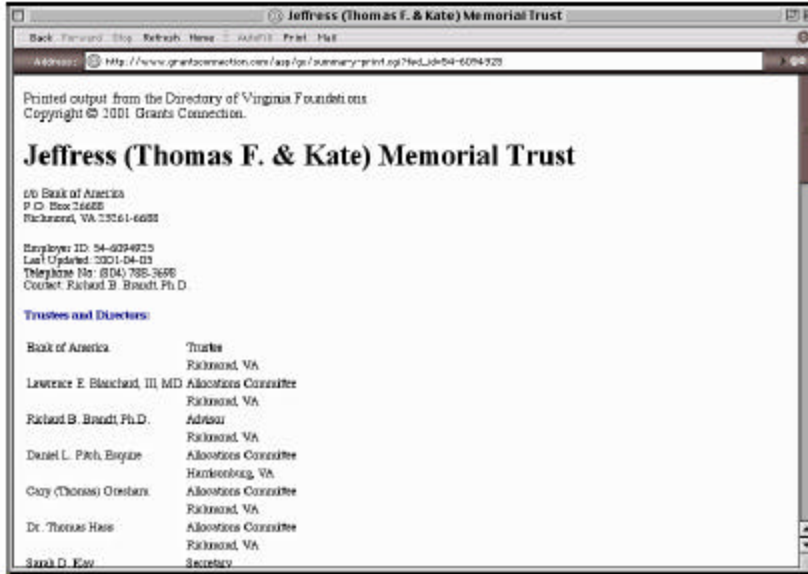 Jeffress (Thomas F. & Kate) Memorial Trust
Back Forward Stop Refresh Home AutoFill Print Mail
Address: http://www.grantsconnection.com/asp/gc/summary-print.cgi?fed_id=54-6094925
Printed output from the Directory of Virginia Foundations
Copyright © 2001 Grants Connection.
Jeffress (Thomas F. & Kate) Memorial Trust
c/o Bank of America
P.O. Box 26688
Richmond, VA 23261-6688
Employer ID: 54-6094925
Last Updated: 2001-04-03
Telephone No: (804) 788-3698
Contact: Richard B. Brandt Ph.D.
Trustees and Directors:
Bank of America Trustee
Richmond, VA
Lawrence E. Blanchard, III, MD Allocations Committee
Richmond, VA
Richard B. Brandt, Ph.D. Advisor
Richmond, VA
Daniel L. Esquire Allocations Committee
Harrisonburg, VA
Cary (Thomas) Gresham Allocations Committee
Richmond, VA
Dr. Thomas Hass Allocations Committee
Richmond, VA
Sarah D. Kay Secretary